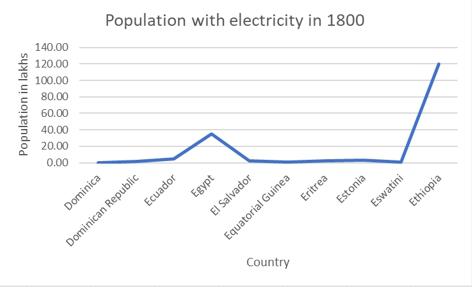 Population with electricity in 1800
Population in lakhs
140.00
120.00
100.00
80.00
60.00
40.00
20.00
0.00
Dominica
Dominican Republic
Ecuador
Egypt
El Salvador
Equatorial Guinea
Eritrea
Estonia
Eswatini
Ethiopia
Country